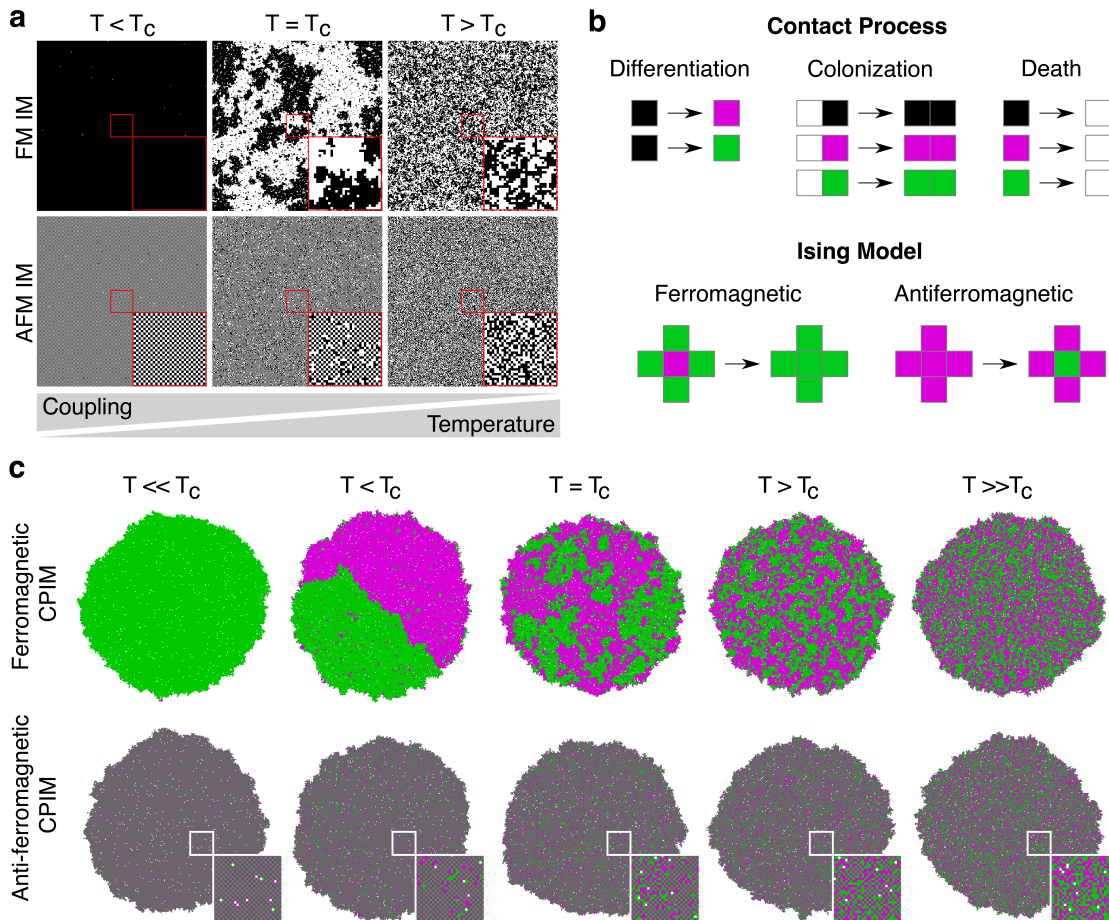 a
T < Tc
T = Tc
T > Tc
FM IM
AFM IM
Coupling
Temperature
b
Contact Process
Differentiation
Colonization
Death
Ising Model
Ferromagnetic
Antiferromagnetic
c
T << Tc
T < Tc
T = Tc
T > Tc
T >>Tc
Ferromagnetic
CPIM
Anti-ferromagnetic
CPIM